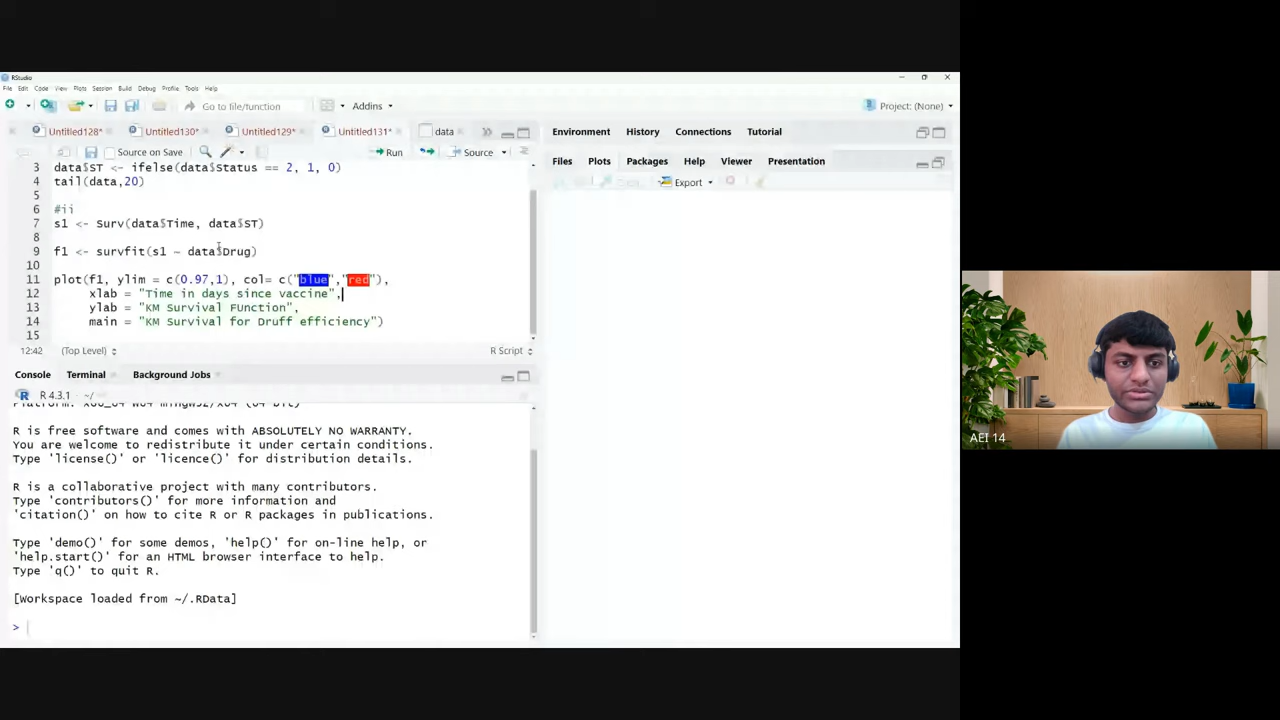 RStudio
File Edit Code View Plots Session Build Debug Profile Tools Help
Go to file/function Addins Project: (None)
Untitled128* Untitled130* Untitled129* Untitled131* data
Source on Save Run Source
3 data$ST <- ifelse(data$Status == 2, 1, 0)
4 tail(data,20)
5
6 #ii
7 s1 <- Surv(data$Time, data$ST)
8
9 f1 <- survfit(s1 ~ data$Drug)
10
11 plot(f1, ylim = c(0.97,1), col= c("blue","red"),
12 xlab = "Time in days since vaccine",
13 ylab = "KM Survival FUnction",
14 main = "KM Survival for Druff efficiency")
15
12:42 (Top Level) R Script
Console Terminal Background Jobs
R 4.3.1 · ~/
R is free software and comes with ABSOLUTELY NO WARRANTY.
You are welcome to redistribute it under certain conditions.
Type 'license()' or 'licence()' for distribution details.
R is a collaborative project with many contributors.
Type 'contributors()' for more information and
'citation()' on how to cite R or R packages in publications.
Type 'demo()' for some demos, 'help()' for on-line help, or
'help.start()' for an HTML browser interface to help.
Type 'q()' to quit R.
[Workspace loaded from ~/.RData]
>
Environment History Connections Tutorial
Files Plots Packages Help Viewer Presentation
Export
AEI 14